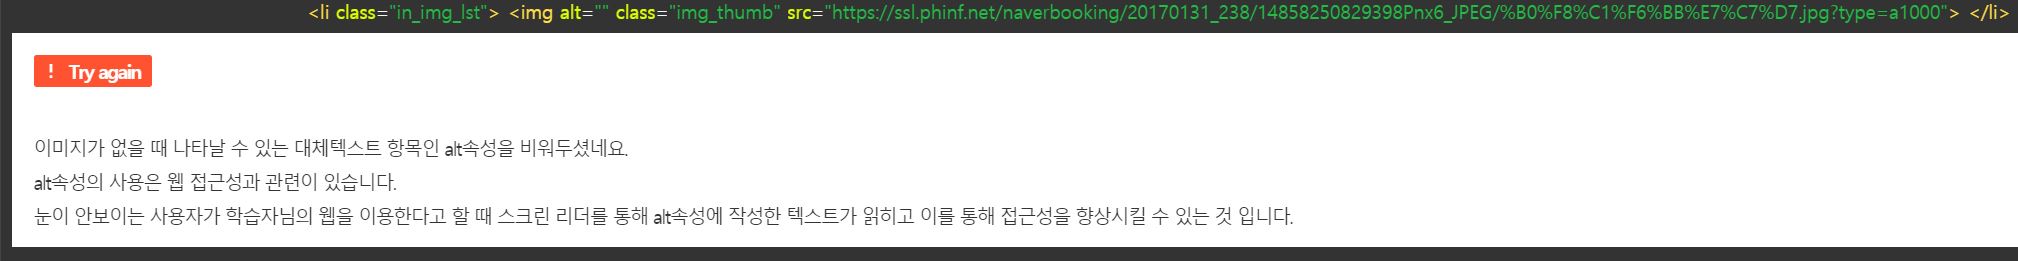 <li class="in_img_lst"> <img alt="" class="img_thumb" src="https://ssl.phinf.net/naverbooking/20170131_238/14858250829398Pnx6_JPEG/%B0%F8%C1%F6%BB%E7%C7%D7.jpg?type=a1000"> </li>
! Try again
이미지가 없을 때 나타날 수 있는 대체텍스트 항목인 alt속성을 비워두셨네요.
alt속성의 사용은 웹 접근성과 관련이 있습니다.
눈이 안보이는 사용자가 학습자님의 웹을 이용한다고 할 때 스크린 리더를 통해 alt속성에 작성한 텍스트가 읽히고 이를 통해 접근성을 향상시킬 수 있는 것 입니다.